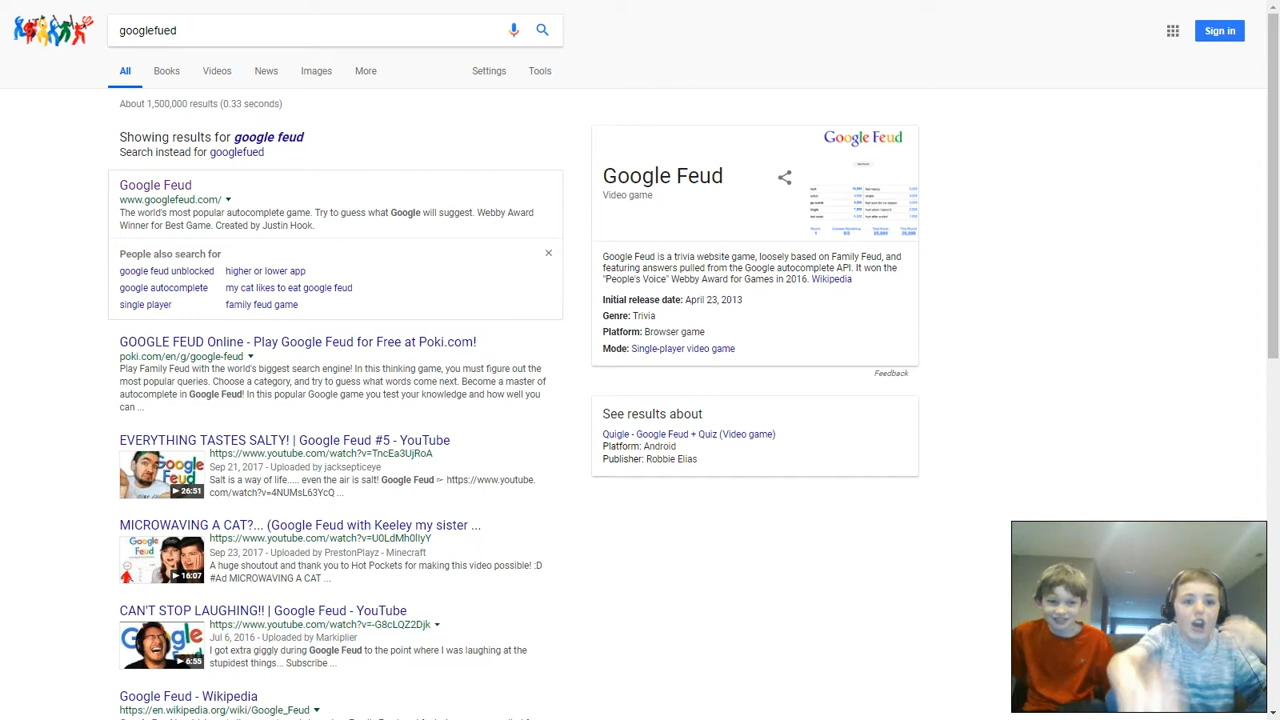 googlefued
Sign in
All Books Videos News Images More Settings Tools
About 1,500,000 results (0.33 seconds)
Showing results for google feud
Search instead for googlefued
Google Feud
www.googlefeud.com/
The world's most popular autocomplete game. Try to guess what Google will suggest. Webby Award
Winner for Best Game. Created by Justin Hook.
People also search for
google feud unblocked higher or lower app
google autocomplete my cat likes to eat google feud
single player family feud game
GOOGLE FEUD Online - Play Google Feud for Free at Poki.com!
poki.com/en/g/google-feud
Play Family Feud with the world's biggest search engine! In this thinking game, you must figure out the
most popular queries. Choose a category, and try to guess what words come next. Become a master of
autocomplete in Google Feud! In this popular Google game you test your knowledge and how well you
can ...
EVERYTHING TASTES SALTY! | Google Feud #5 - YouTube
https://www.youtube.com/watch?v=TncEa3UjRoA
Sep 21, 2017 - Uploaded by jacksepticeye
Salt is a way of life..... even the air is salt! Google Feud ➢ https://www.youtube.
com/watch?v=4NUMsL63YcQ ...
Google Feud
26:51
MICROWAVING A CAT?... (Google Feud with Keeley my sister ...
https://www.youtube.com/watch?v=U0LdMh0lIyY
Sep 23, 2017 - Uploaded by PrestonPlayz - Minecraft
A huge shoutout and thank you to Hot Pockets for making this video possible! :D
#Ad MICROWAVING A CAT ...
Google Feud
16:07
CAN'T STOP LAUGHING!! | Google Feud - YouTube
https://www.youtube.com/watch?v=-G8cLQZ2Djk
Jul 6, 2016 - Uploaded by Markiplier
I got extra giggly during Google Feud to the point where I was laughing at the
stupidest things... Subscribe ...
Google
6:55
Google Feud - Wikipedia
https://en.wikipedia.org/wiki/Google_Feud
Google Feud
Google Feud
Video game
Google Feud is a trivia website game, loosely based on Family Feud, and
featuring answers pulled from the Google autocomplete API. It won the
"People's Voice" Webby Award for Games in 2016. Wikipedia
Initial release date: April 23, 2013
Genre: Trivia
Platform: Browser game
Mode: Single-player video game
Feedback
See results about
Quigle - Google Feud + Quiz (Video game)
Platform: Android
Publisher: Robbie Elias